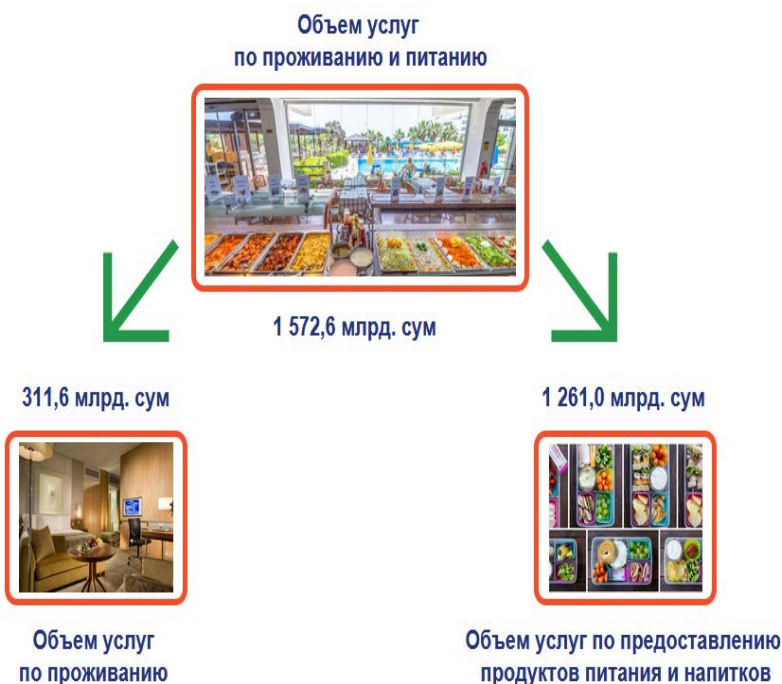 Объем услуг
по проживанию и питанию
1 572,6 млрд. сум
311,6 млрд. сум
1 261,0 млрд. сум
Объем услуг
по проживанию
Объем услуг по предоставлению
продуктов питания и напитков